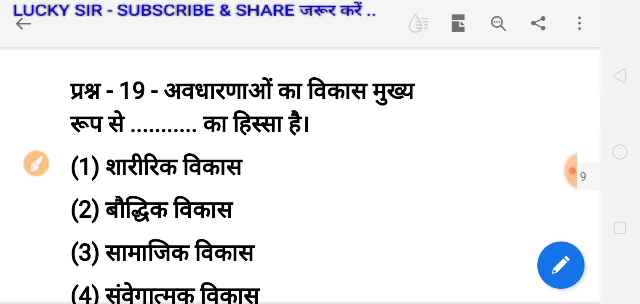 LUCKY SIR - SUBSCRIBE & SHARE जरूर करें ..
प्रश्न - 19 - अवधारणाओं का विकास मुख्य
रूप से ........... का हिस्सा है।
(1) शारीरिक विकास
(2) बौद्धिक विकास
9
(3) सामाजिक विकास
(4) संवेगात्मक विकास